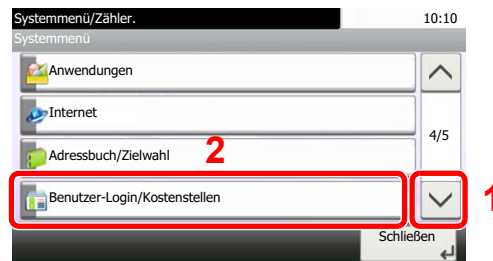 Systemmenü/Zähler. 10:10
Systemmenü
Anwendungen
Internet
4/5
Adressbuch/Zielwahl 2
Benutzer-Login/Kostenstellen 1
Schließen